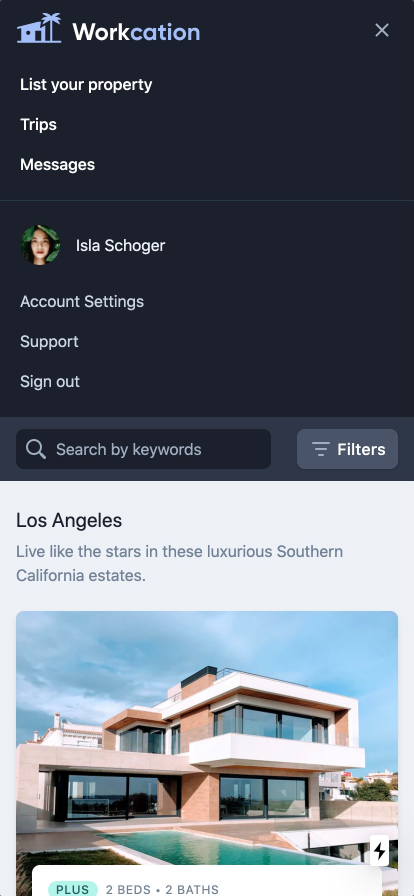 Workcation
List your property
Trips
Messages
Isla Schoger
Account Settings
Support
Sign out
Search by keywords
Filters
Los Angeles
Live like the stars in these luxurious Southern
California estates.
PLUS 2 BEDS • 2 BATHS